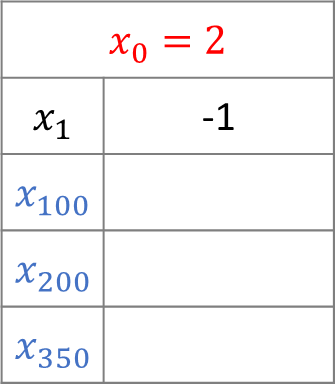 x₀ = 2
x₁ -1
x₁₀₀
x₂₀₀
x₃₅₀